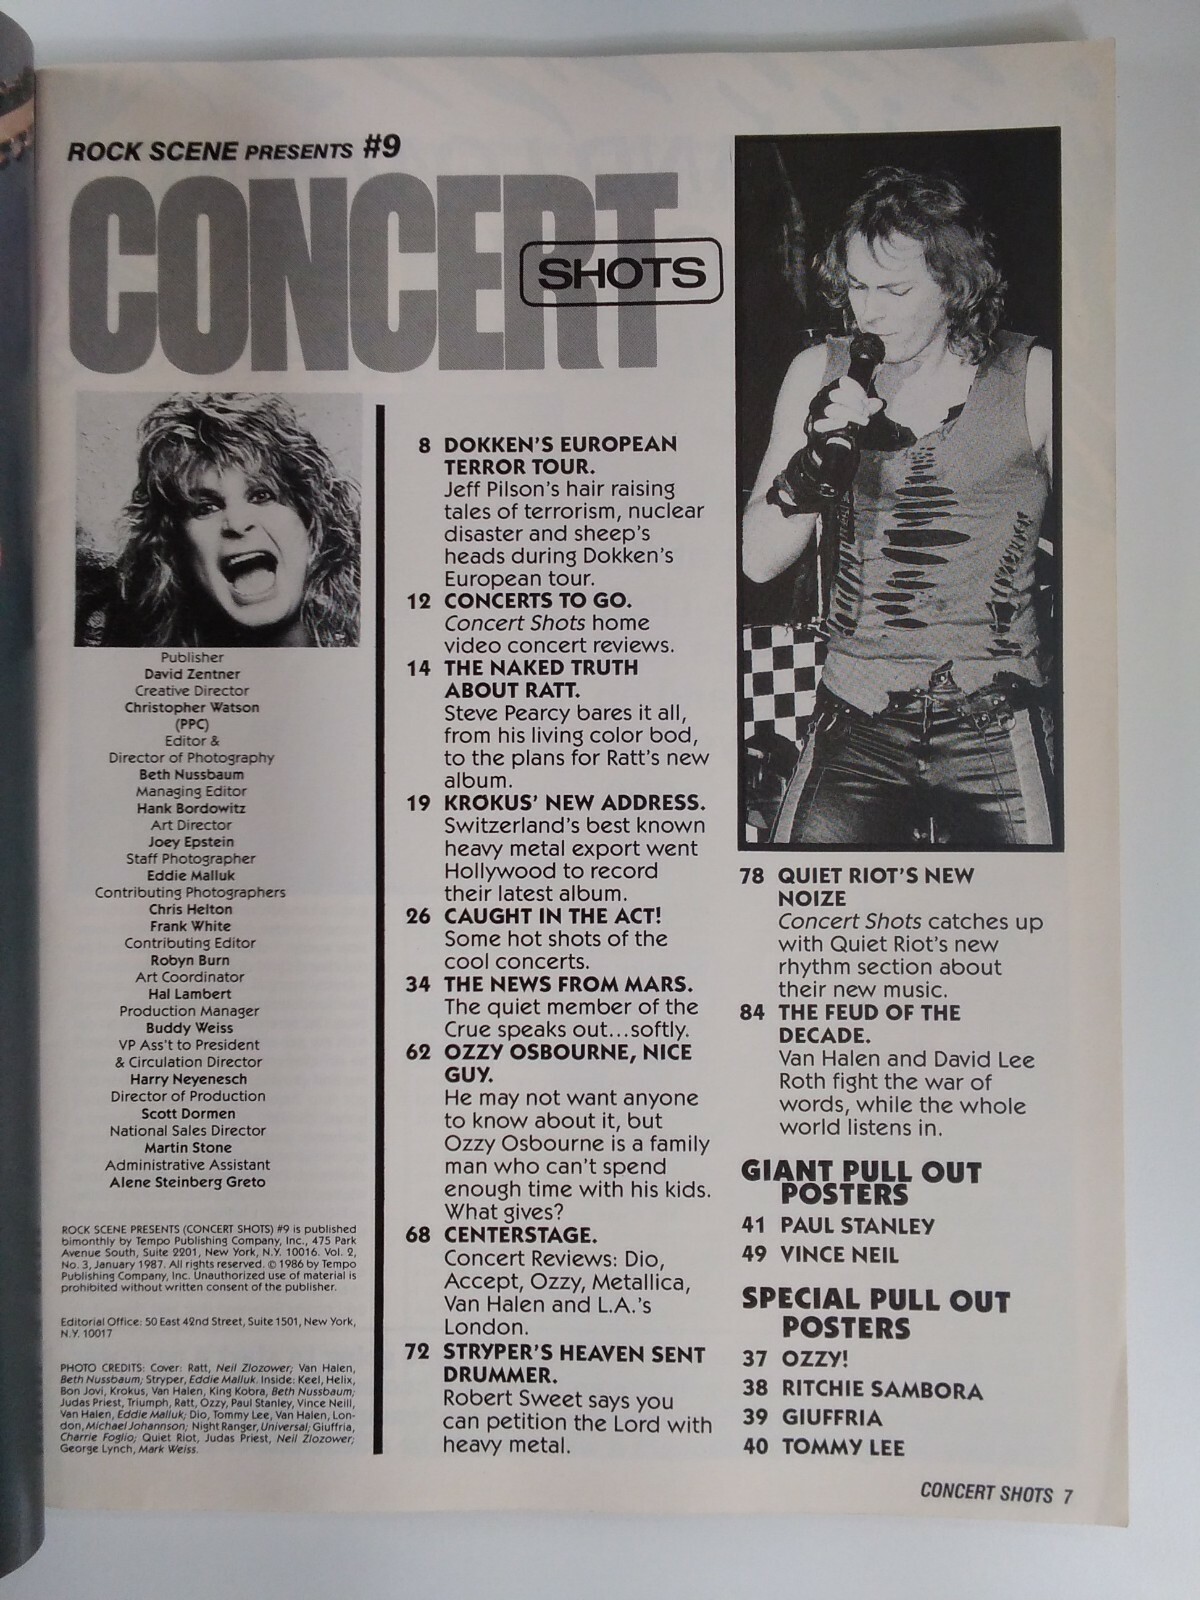 ROCK SCENE PRESENTS #9
CONCERT
SHOTS
Publisher
David Zentner
Creative Director
Christopher Watson
(PPC)
Editor &
Director of Photography
Beth Nussbaum
Managing Editor
Hank Bordowitz
Art Director
Joey Epstein
Staff Photographer
Eddie Malluk
Contributing Photographers
Chris Helton
Frank White
Contributing Editor
Robyn Burn
Art Coordinator
Hal Lambert
Production Manager
Buddy Weiss
VP Ass't to President
& Circulation Director
Harry Neyenesch
Director of Production
Scott Dormen
National Sales Director
Martin Stone
Administrative Assistant
Alene Steinberg Greto
ROCK SCENE PRESENTS (CONCERT SHOTS) #9 is published
bimonthly by Tempo Publishing Company, Inc., 475 Park
Avenue South, Suite 2201, New York, N.Y. 10016. Vol. 2,
No. 3, January 1987. All rights reserved. © 1986 by Tempo
Publishing Company, Inc. Unauthorized use of material is
prohibited without written consent of the publisher.
Editorial Office: 50 East 42nd Street, Suite 1501, New York,
N.Y. 10017
PHOTO CREDITS: Cover: Ratt, Neil Zlozower; Van Halen,
Beth Nussbaum; Stryper, Eddie Malluk. Inside: Keel, Helix,
Bon Jovi, Krokus, Van Halen, King Kobra, Beth Nussbaum;
Judas Priest, Triumph, Ratt, Ozzy, Paul Stanley, Vince Neill,
Van Halen, Eddie Malluk; Dio, Tommy Lee, Van Halen, Lon-
don, Michael Johannson; Night Ranger, Universal; Giuffria,
Charrie Foglio; Quiet Riot, Judas Priest, Neil Zlozower;
George Lynch, Mark Weiss.
8 DOKKEN'S EUROPEAN
TERROR TOUR.
Jeff Pilson's hair raising
tales of terrorism, nuclear
disaster and sheep's
heads during Dokken's
European tour.
12 CONCERTS TO GO.
Concert Shots home
video concert reviews.
14 THE NAKED TRUTH
ABOUT RATT.
Steve Pearcy bares it all,
from his living color bod,
to the plans for Ratt's new
album.
19 KROKUS' NEW ADDRESS.
Switzerland's best known
heavy metal export went
Hollywood to record
their latest album.
26 CAUGHT IN THE ACT!
Some hot shots of the
cool concerts.
34 THE NEWS FROM MARS.
The quiet member of the
Crue speaks out...softly.
62 OZZY OSBOURNE, NICE
GUY.
He may not want anyone
to know about it, but
Ozzy Osbourne is a family
man who can't spend
enough time with his kids.
What gives?
68 CENTERSTAGE.
Concert Reviews: Dio,
Accept, Ozzy, Metallica,
Van Halen and L.A.'s
London.
72 STRYPER'S HEAVEN SENT
DRUMMER.
Robert Sweet says you
can petition the Lord with
heavy metal.
78 QUIET RIOT'S NEW
NOIZE
Concert Shots catches up
with Quiet Riot's new
rhythm section about
their new music.
84 THE FEUD OF THE
DECADE.
Van Halen and David Lee
Roth fight the war of
words, while the whole
world listens in.
GIANT PULL OUT
POSTERS
41 PAUL STANLEY
49 VINCE NEIL
SPECIAL PULL OUT
POSTERS
37 OZZY!
38 RITCHIE SAMBORA
39 GIUFFRIA
40 TOMMY LEE
CONCERT SHOTS 7